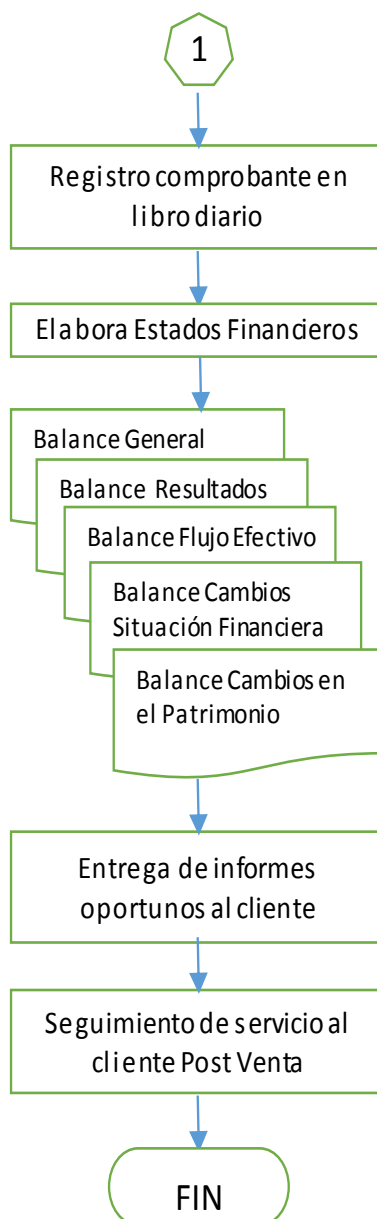 1
Registro comprobante en
libro diario
Elabora Estados Financieros
Balance General
Balance Resultados
Balance Flujo Efectivo
Balance Cambios
Situación Financiera
Balance Cambios en
el Patrimonio
Entrega de informes
oportunos al cliente
Seguimiento de servicio al
cliente Post Venta
FIN